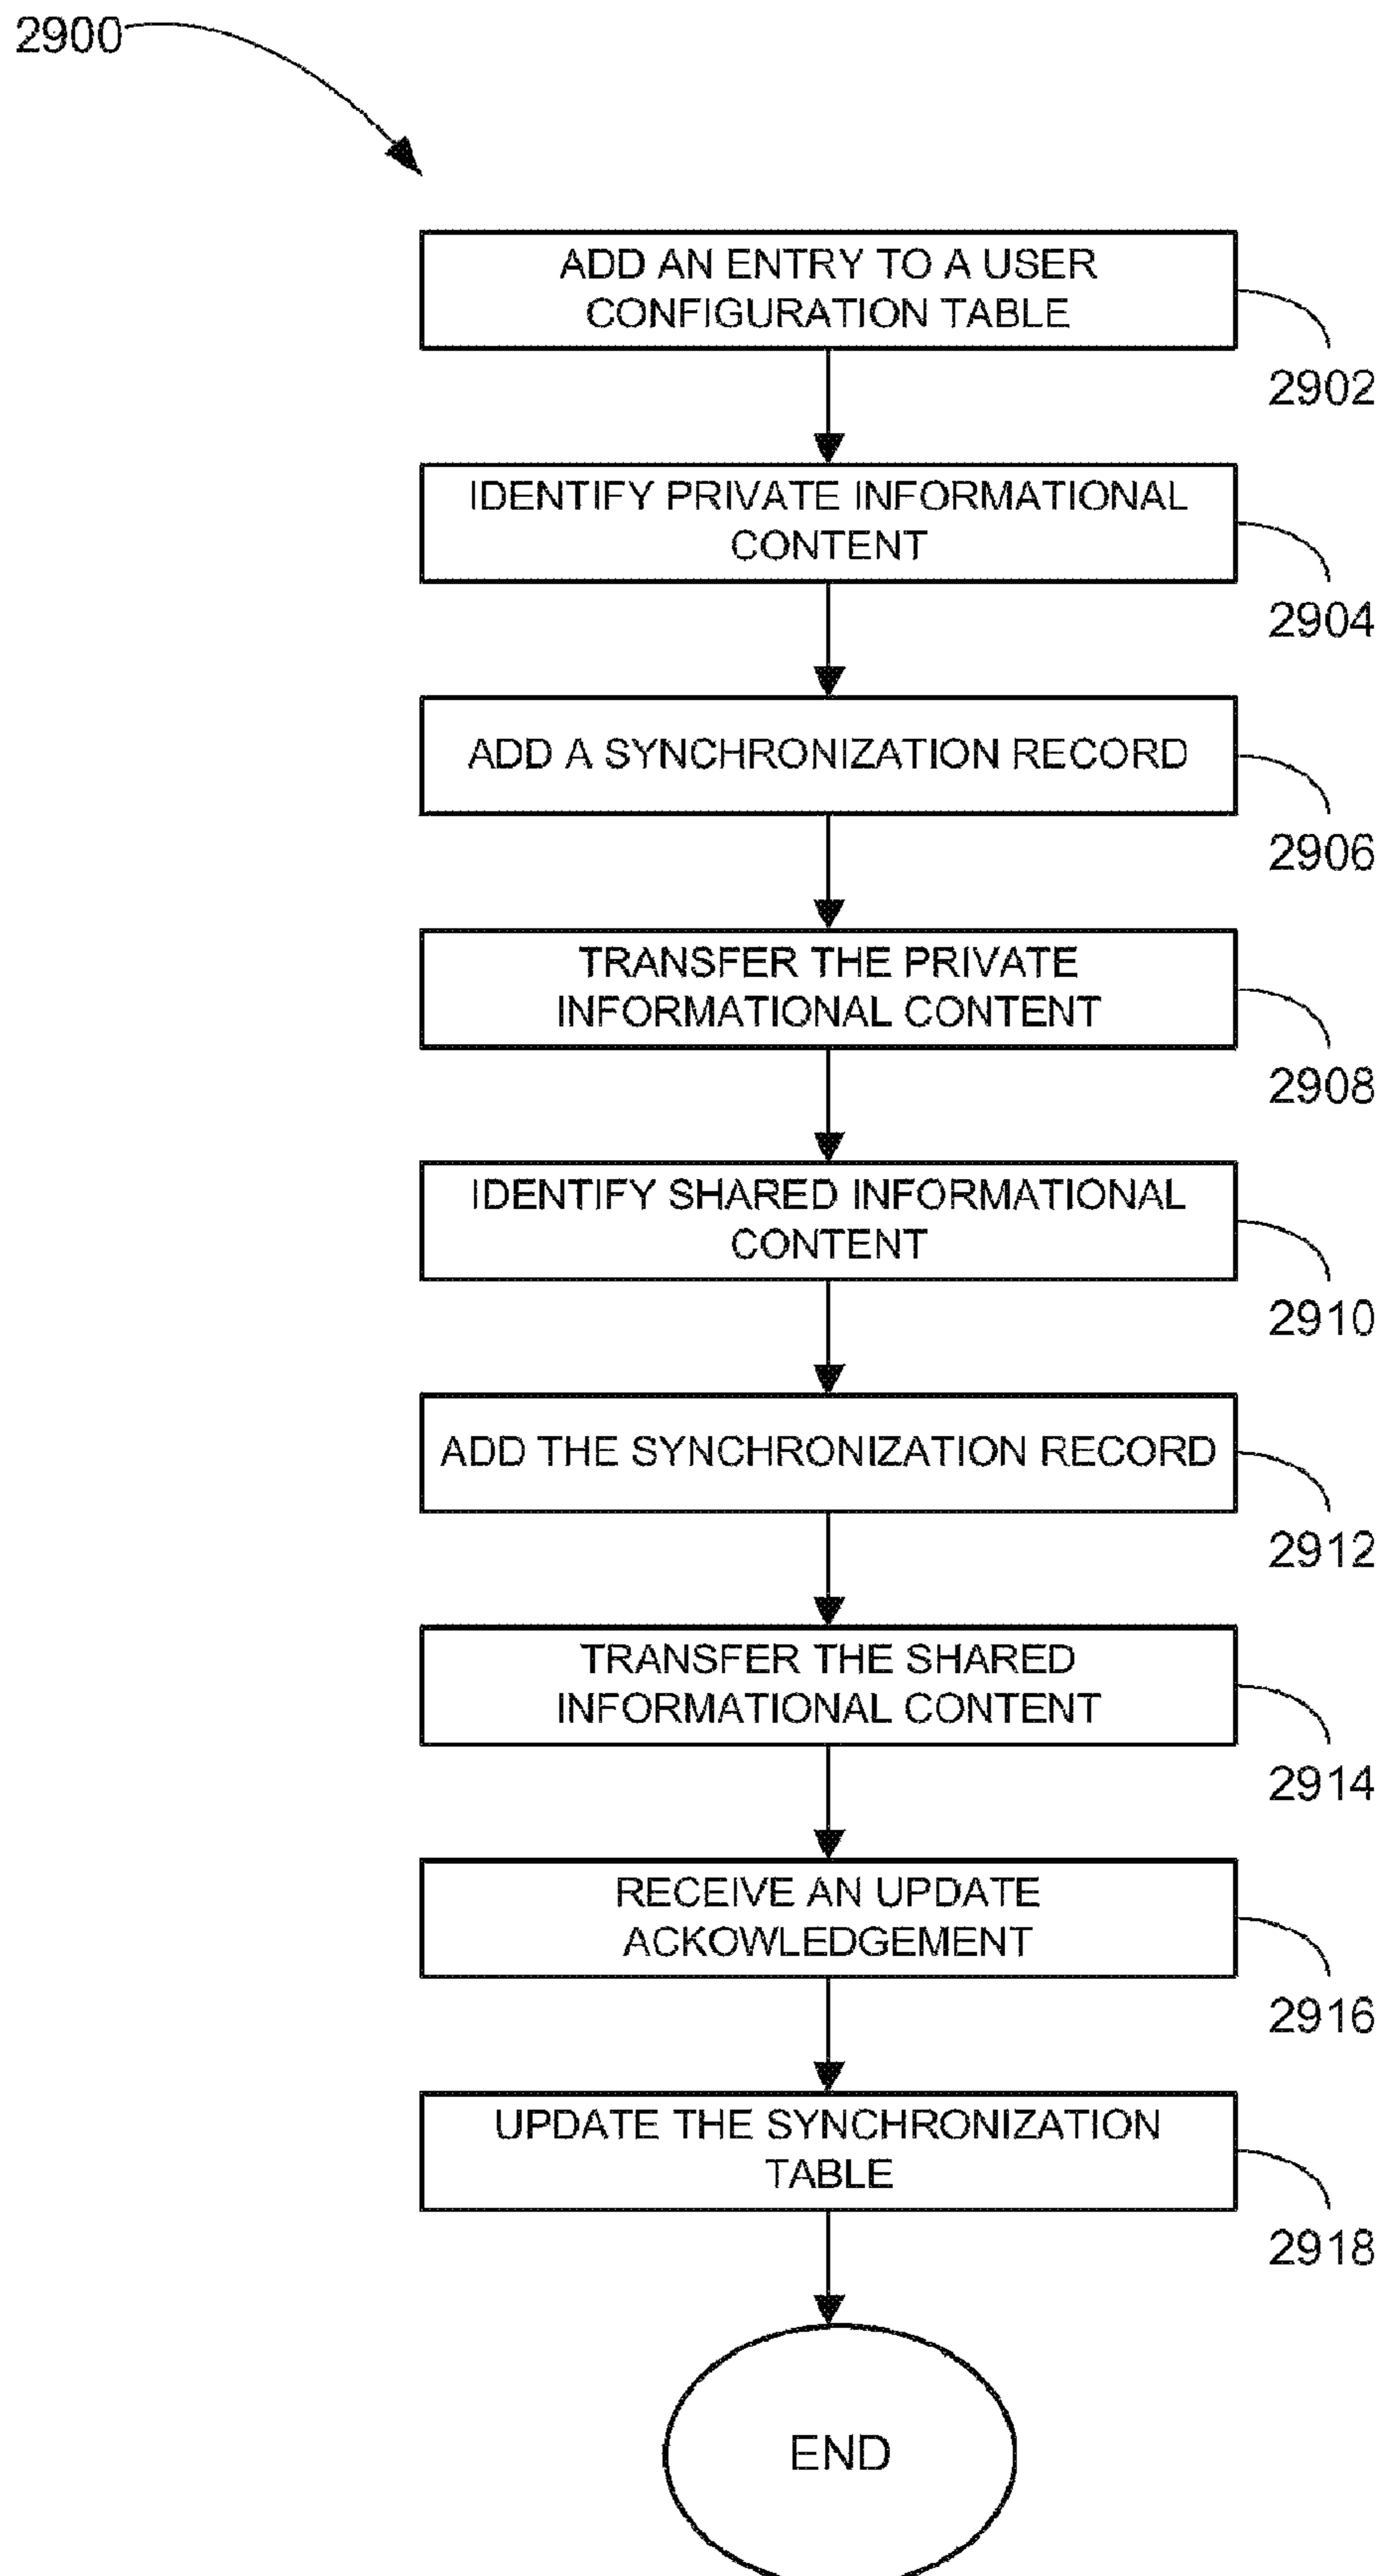 2900
ADD AN ENTRY TO A USER
CONFIGURATION TABLE
2902
IDENTIFY PRIVATE INFORMATIONAL
CONTENT
2904
ADD A SYNCHRONIZATION RECORD
2906
TRANSFER THE PRIVATE
INFORMATIONAL CONTENT
2908
IDENTIFY SHARED INFORMATIONAL
CONTENT
2910
ADD THE SYNCHRONIZATION RECORD
2912
TRANSFER THE SHARED
INFORMATIONAL CONTENT
2914
RECEIVE AN UPDATE
ACKOWLEDGEMENT
2916
UPDATE THE SYNCHRONIZATION
TABLE
2918
END